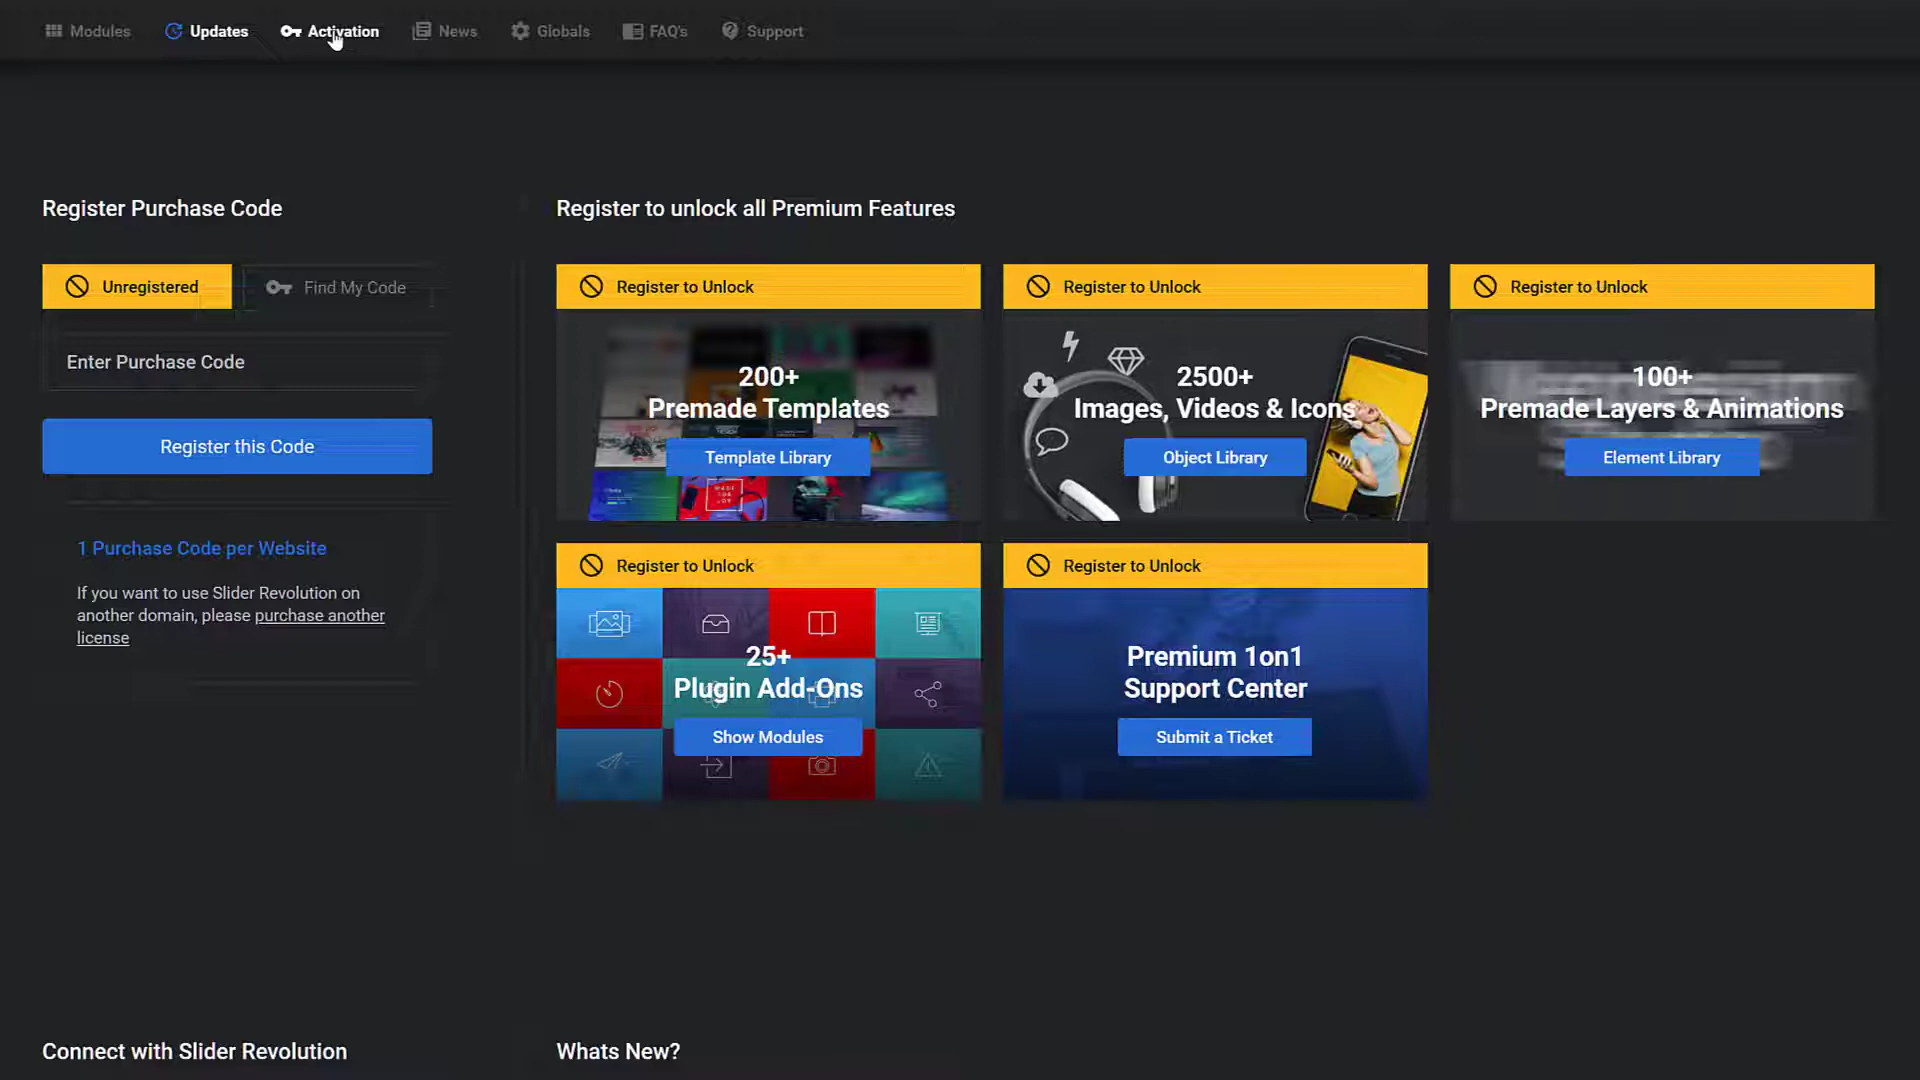 Modules
Updates
Activation
News
Globals
FAQ's
Support
Register Purchase Code
Unregistered
Find My Code
Enter Purchase Code
Register this Code
1 Purchase Code per Website
If you want to use Slider Revolution on
another domain, please purchase another
license
Register to unlock all Premium Features
Register to Unlock
200+
Premade Templates
Template Library
MADE
FOR
JOY
Register to Unlock
2500+
Images, Videos & Icons
Object Library
Register to Unlock
100+
Premade Layers & Animations
Element Library
Register to Unlock
25+
Plugin Add-Ons
Show Modules
Register to Unlock
Premium 1on1
Support Center
Submit a Ticket
Connect with Slider Revolution
Whats New?